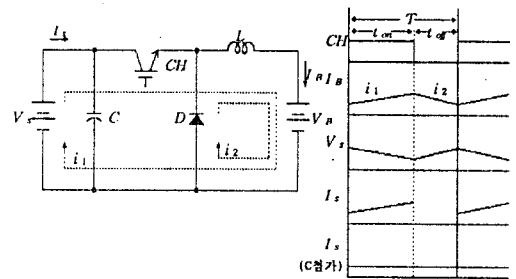 I_s
CH
L
I_B
V_s
C
D
V_B
i_1
i_2
T
t_on
t_off
CH
I_B
i_1
i_2
V_s
I_s
I_s
(C첨가)